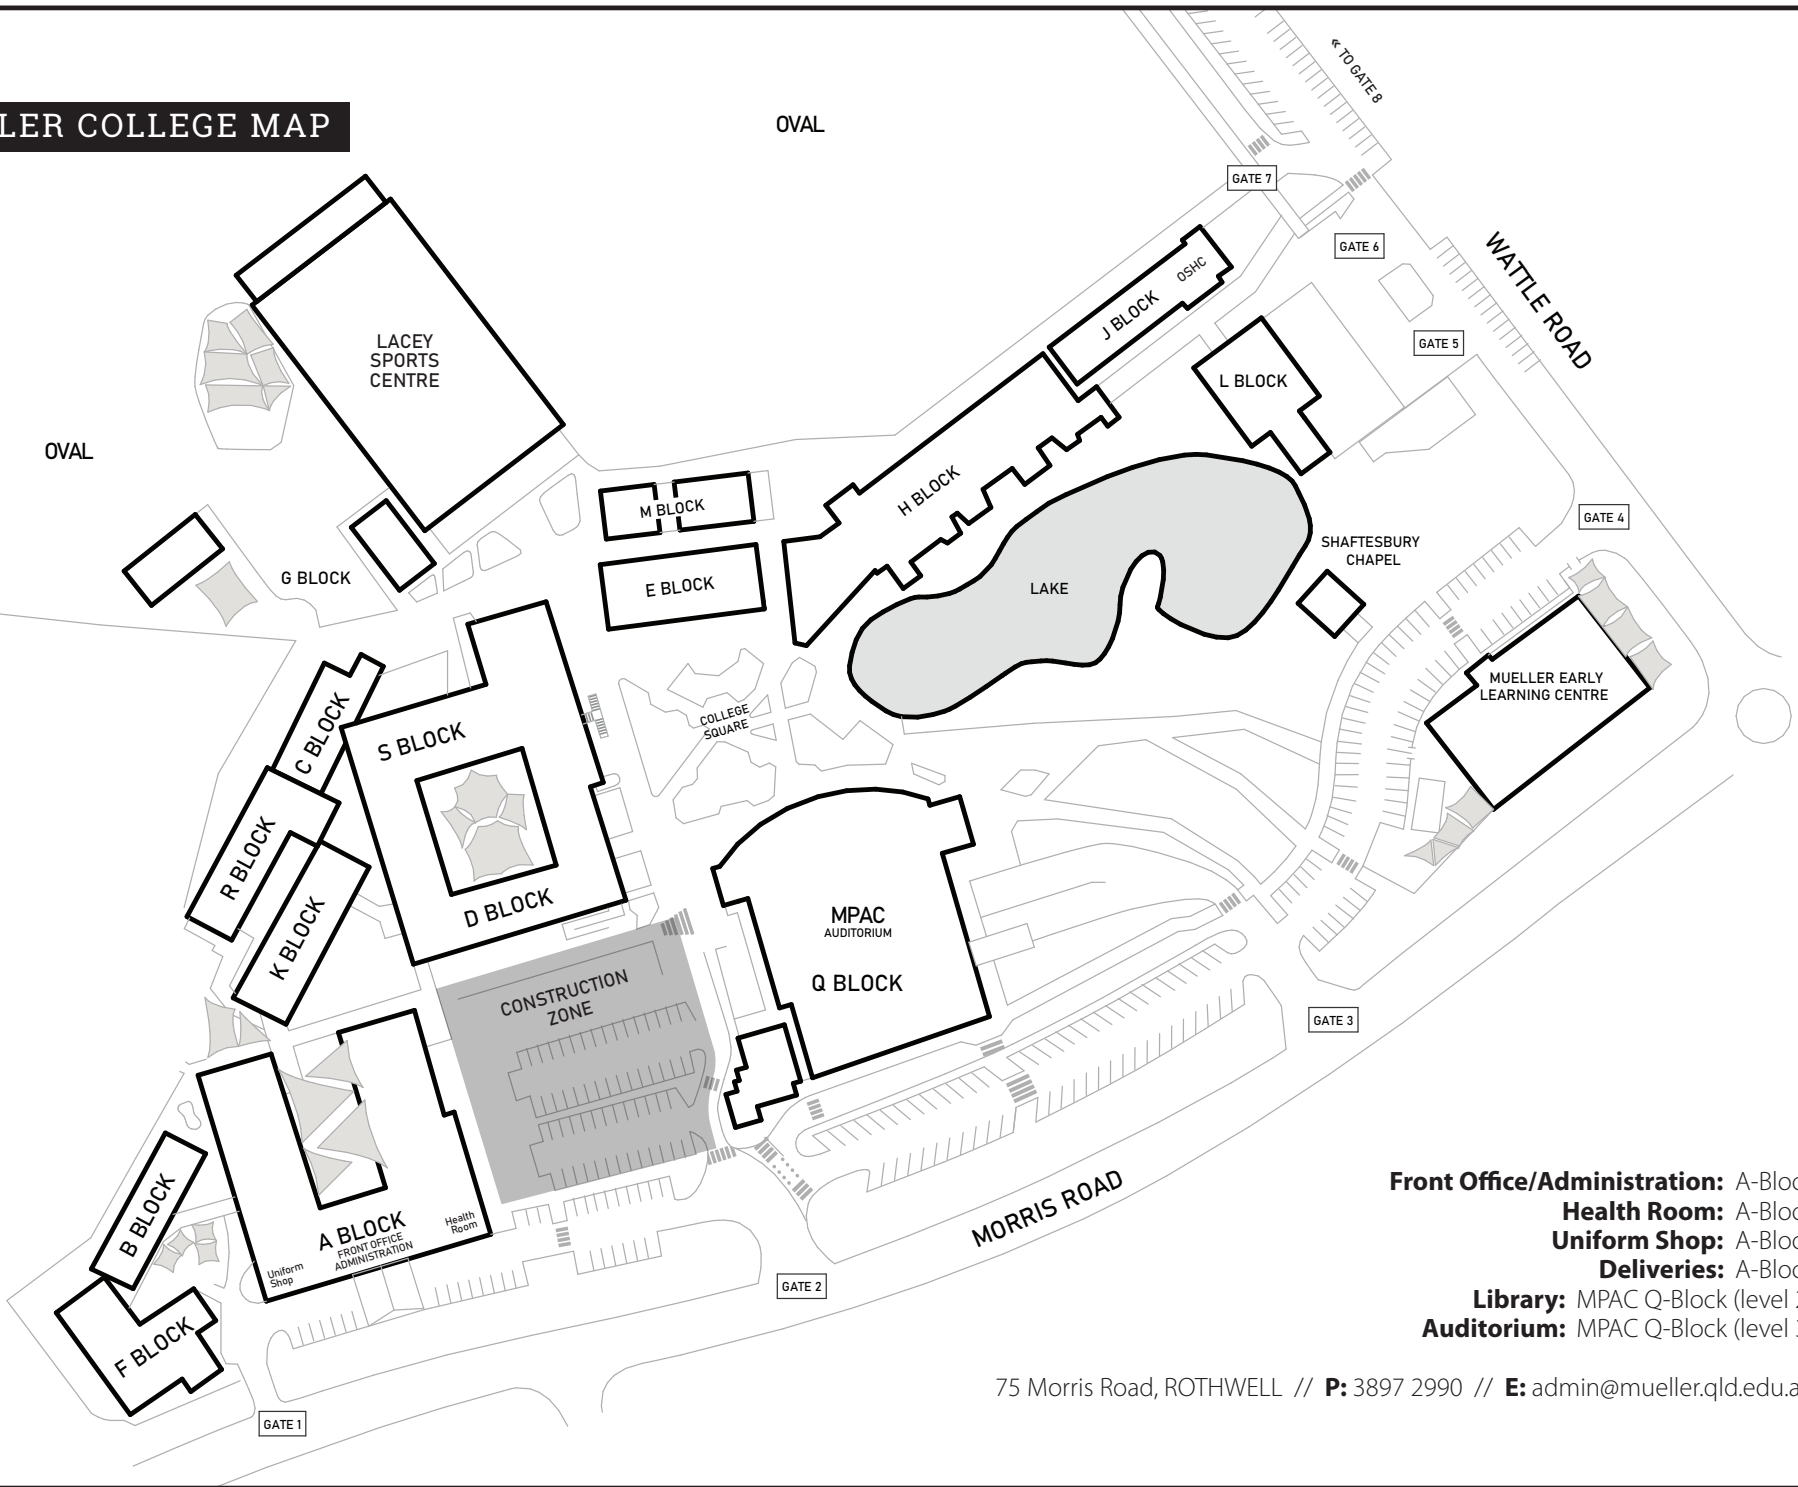 LER COLLEGE MAP
OVAL
« TO GATE 8
GATE 7
GATE 6
WATTLE ROAD
GATE 5
OSHC
J BLOCK
L BLOCK
LACEY
SPORTS
CENTRE
OVAL
H BLOCK
M BLOCK
GATE 4
SHAFTESBURY
CHAPEL
G BLOCK
E BLOCK
LAKE
MUELLER EARLY
LEARNING CENTRE
COLLEGE
SQUARE
C BLOCK
S BLOCK
R BLOCK
D BLOCK
K BLOCK
MPAC
AUDITORIUM
Q BLOCK
CONSTRUCTION
ZONE
GATE 3
B BLOCK
A BLOCK
FRONT OFFICE
ADMINISTRATION
Health
Room
Uniform
Shop
MORRIS ROAD
GATE 2
F BLOCK
GATE 1
Front Office/Administration: A-Bloc
Health Room: A-Bloc
Uniform Shop: A-Bloc
Deliveries: A-Bloc
Library: MPAC Q-Block (level 2
Auditorium: MPAC Q-Block (level 3
75 Morris Road, ROTHWELL // P: 3897 2990 // E: admin@mueller.qld.edu.a